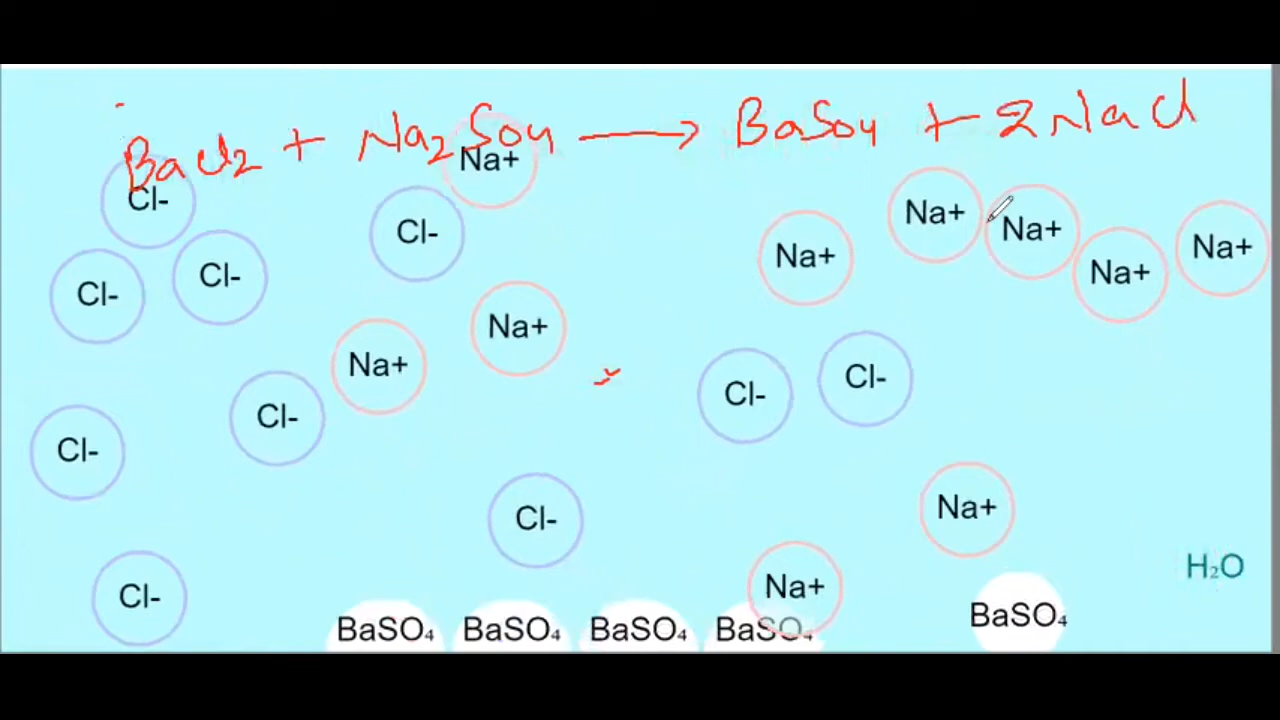 BaCl2 + Na2SO4 → BaSO4 + 2NaCl
Na+
Cl-
Na+
Na+
Cl-
Na+
Na+
Na+
Cl-
Cl-
Cl-
Na+
Na+
Cl-
Cl-
Cl-
Cl-
Na+
Cl-
H₂O
Na+
Cl-
BaSO₄
BaSO₄ BaSO₄ BaSO₄ BaSO₄